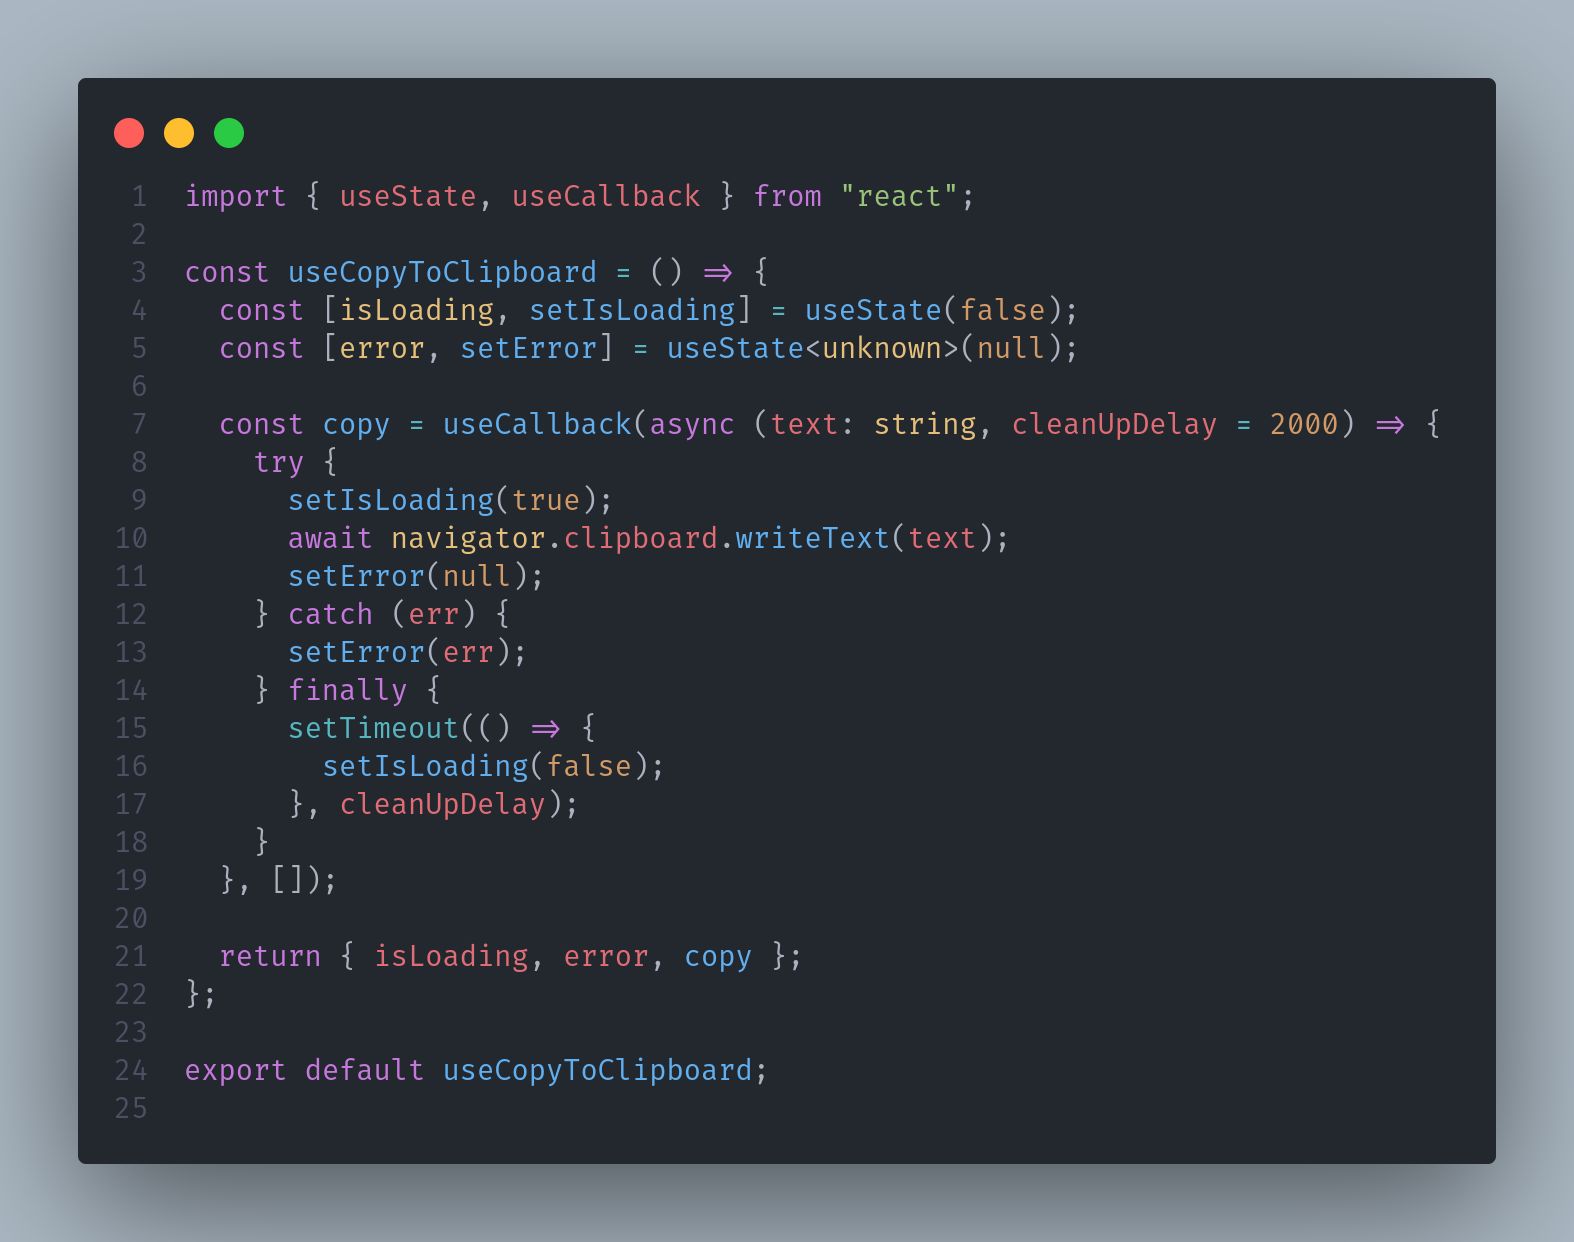 1 import { useState, useCallback } from "react";
2
3 const useCopyToClipboard = () => {
4   const [isLoading, setIsLoading] = useState(false);
5   const [error, setError] = useState<unknown>(null);
6
7   const copy = useCallback(async (text: string, cleanUpDelay = 2000) => {
8     try {
9       setIsLoading(true);
10       await navigator.clipboard.writeText(text);
11       setError(null);
12     } catch (err) {
13       setError(err);
14     } finally {
15       setTimeout(() => {
16         setIsLoading(false);
17       }, cleanUpDelay);
18     }
19   }, []);
20
21   return { isLoading, error, copy };
22 };
23
24 export default useCopyToClipboard;
25